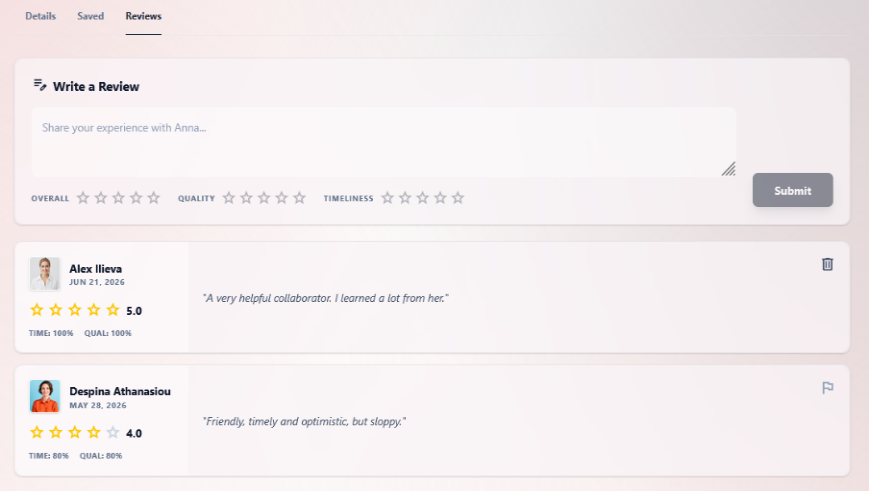 Details Saved Reviews
Write a Review
Share your experience with Anna...
OVERALL QUALITY TIMELINESS
Submit
Alex Ilieva
JUN 21, 2026
5.0
TIME: 100% QUAL: 100%
"A very helpful collaborator. I learned a lot from her."
Despina Athanasiou
MAY 28, 2026
4.0
TIME: 80% QUAL: 80%
"Friendly, timely and optimistic, but sloppy."